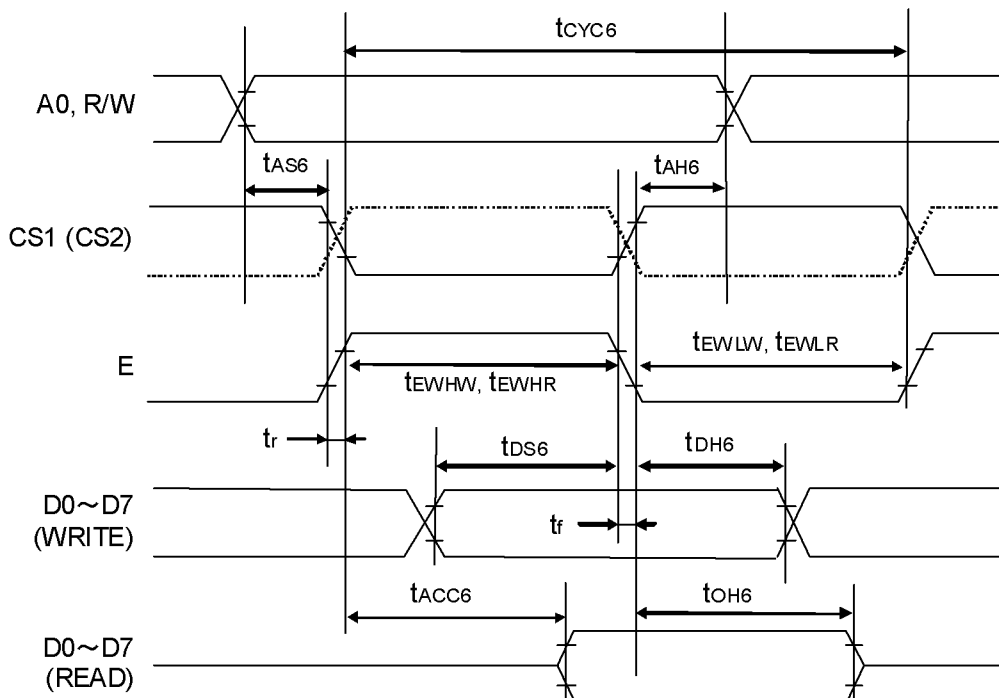 tCYC6
A0, R/W
tAS6
tAH6
CS1 (CS2)
E
tEWHW, tEWHR
tEWLW, tEWLR
tr
tDS6
tDH6
D0～D7
(WRITE)
tf
tACC6
tOH6
D0～D7
(READ)